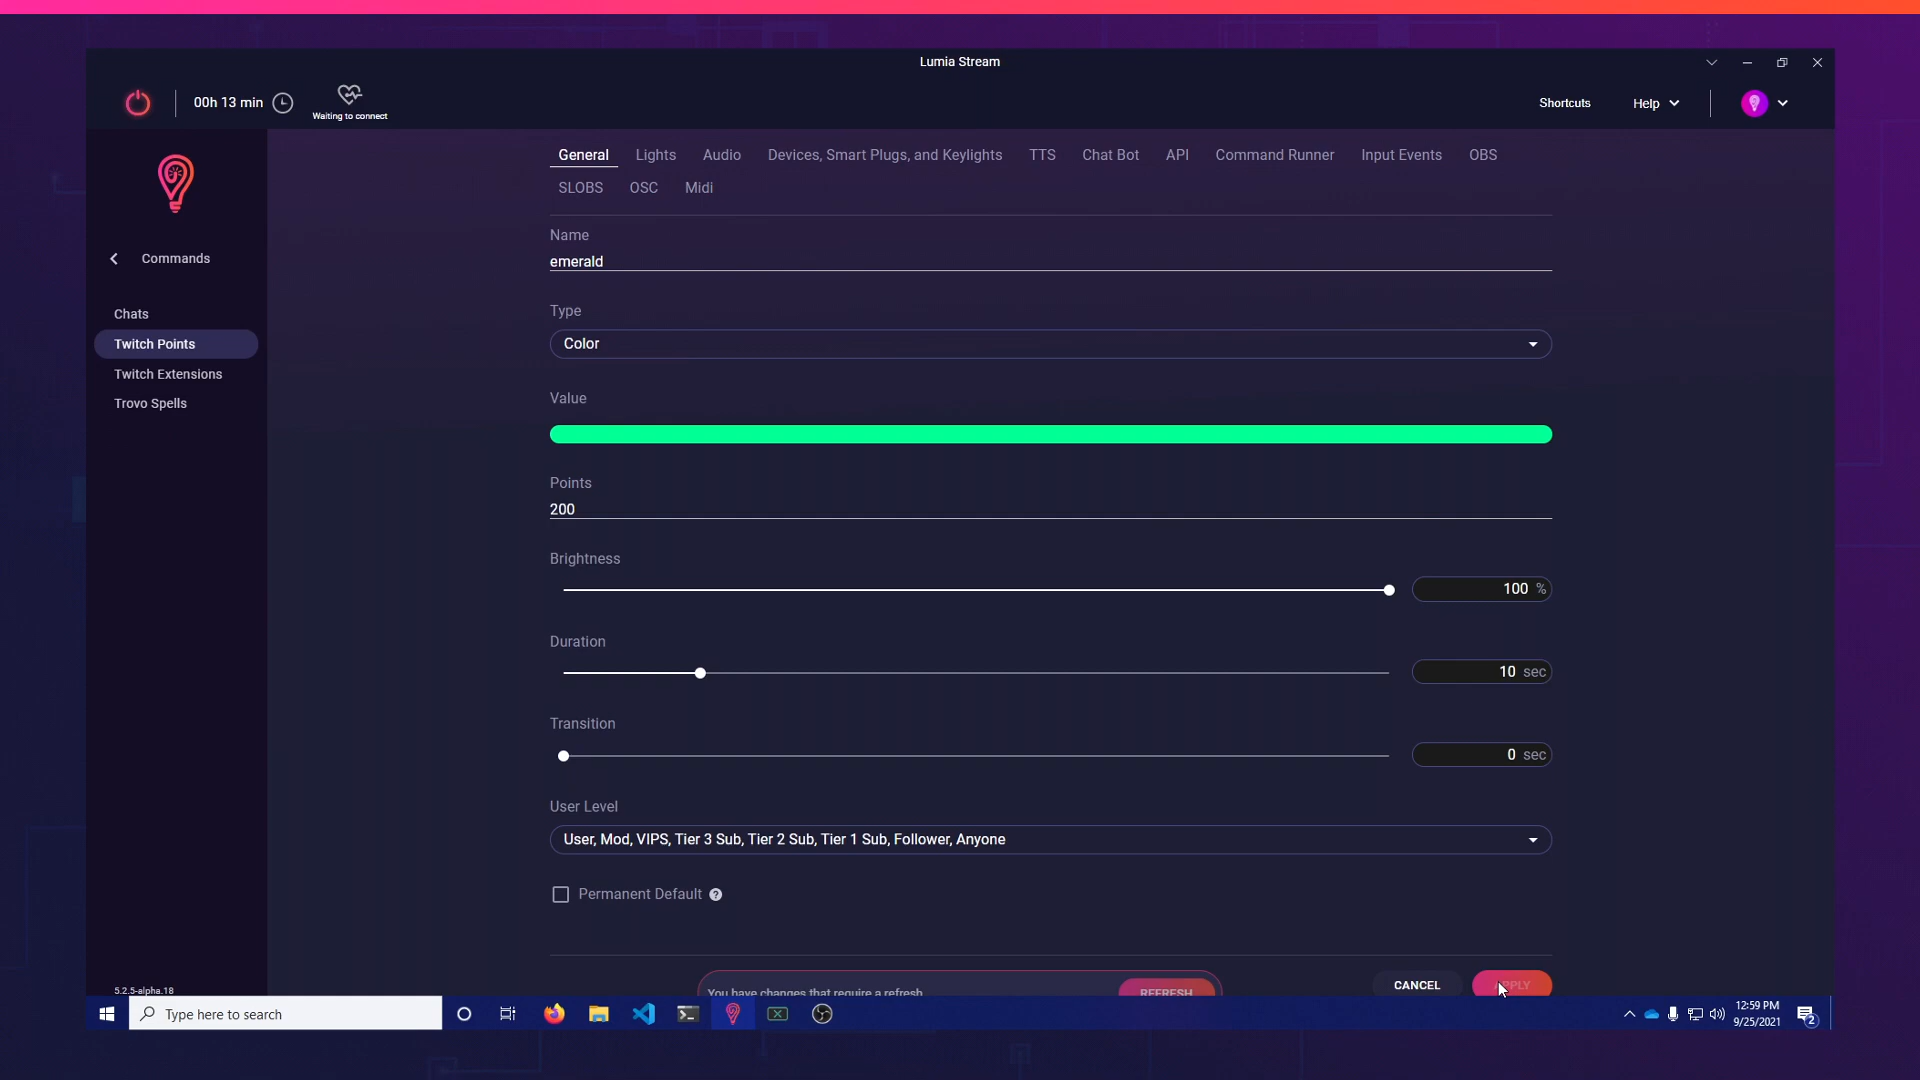 Lumia Stream
00h 13 min
Waiting to connect
Shortcuts
Help
General Lights Audio Devices, Smart Plugs, and Keylights TTS Chat Bot API Command Runner Input Events OBS
SLOBS OSC Midi
Commands
Chats
Twitch Points
Twitch Extensions
Trovo Spells
Name
emerald
Type
Color
Value
Points
200
Brightness
100 %
Duration
10 sec
Transition
0 sec
User Level
User, Mod, VIPS, Tier 3 Sub, Tier 2 Sub, Tier 1 Sub, Follower, Anyone
Permanent Default ?
You have changes that require a refresh
REFRESH
CANCEL
APPLY
5.2.5-alpha.18
Type here to search
12:59 PM
9/25/2021
2